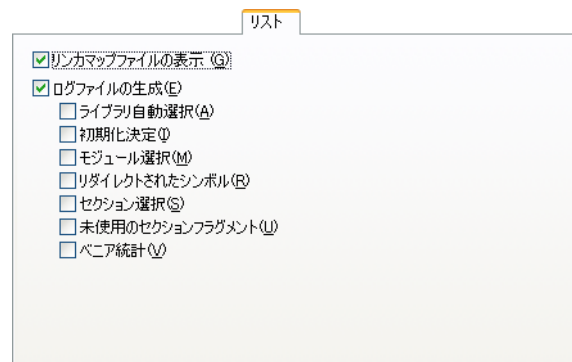 リスト
リンカマップファイルの表示 (G)
ログファイルの生成(E)
ライブラリ自動選択(A)
初期化決定(I)
モジュール選択(M)
リダイレクトされたシンボル(R)
セクション選択(S)
未使用のセクションフラグメント(U)
ベニア統計(V)